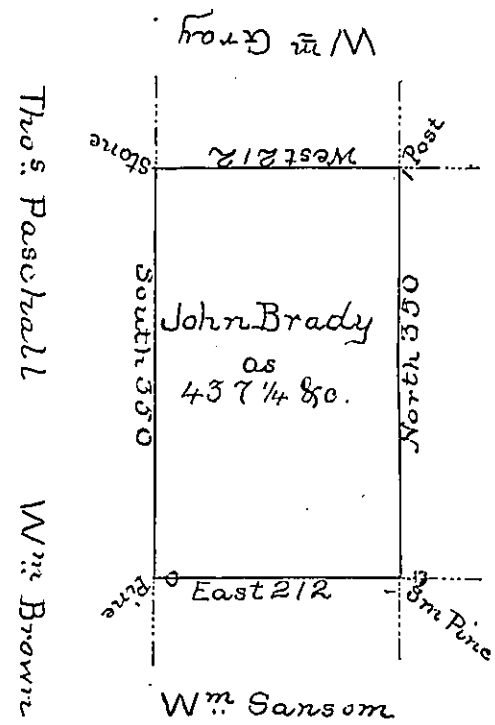 Wm Gray
Stone
West 212
Post
Thos Paschall
South 350
John Brady
as
437 1/4 &c.
North 350
Pine
East 212
Sm Pine
Wm Brown
Wm Sansom